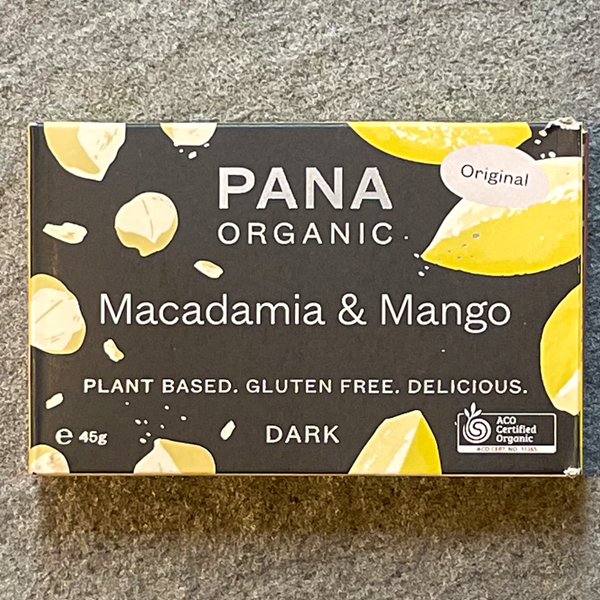 PANA
ORGANIC
Original
Macadamia & Mango
PLANT BASED. GLUTEN FREE. DELICIOUS.
e 45g
DARK
ACO
Certified
Organic